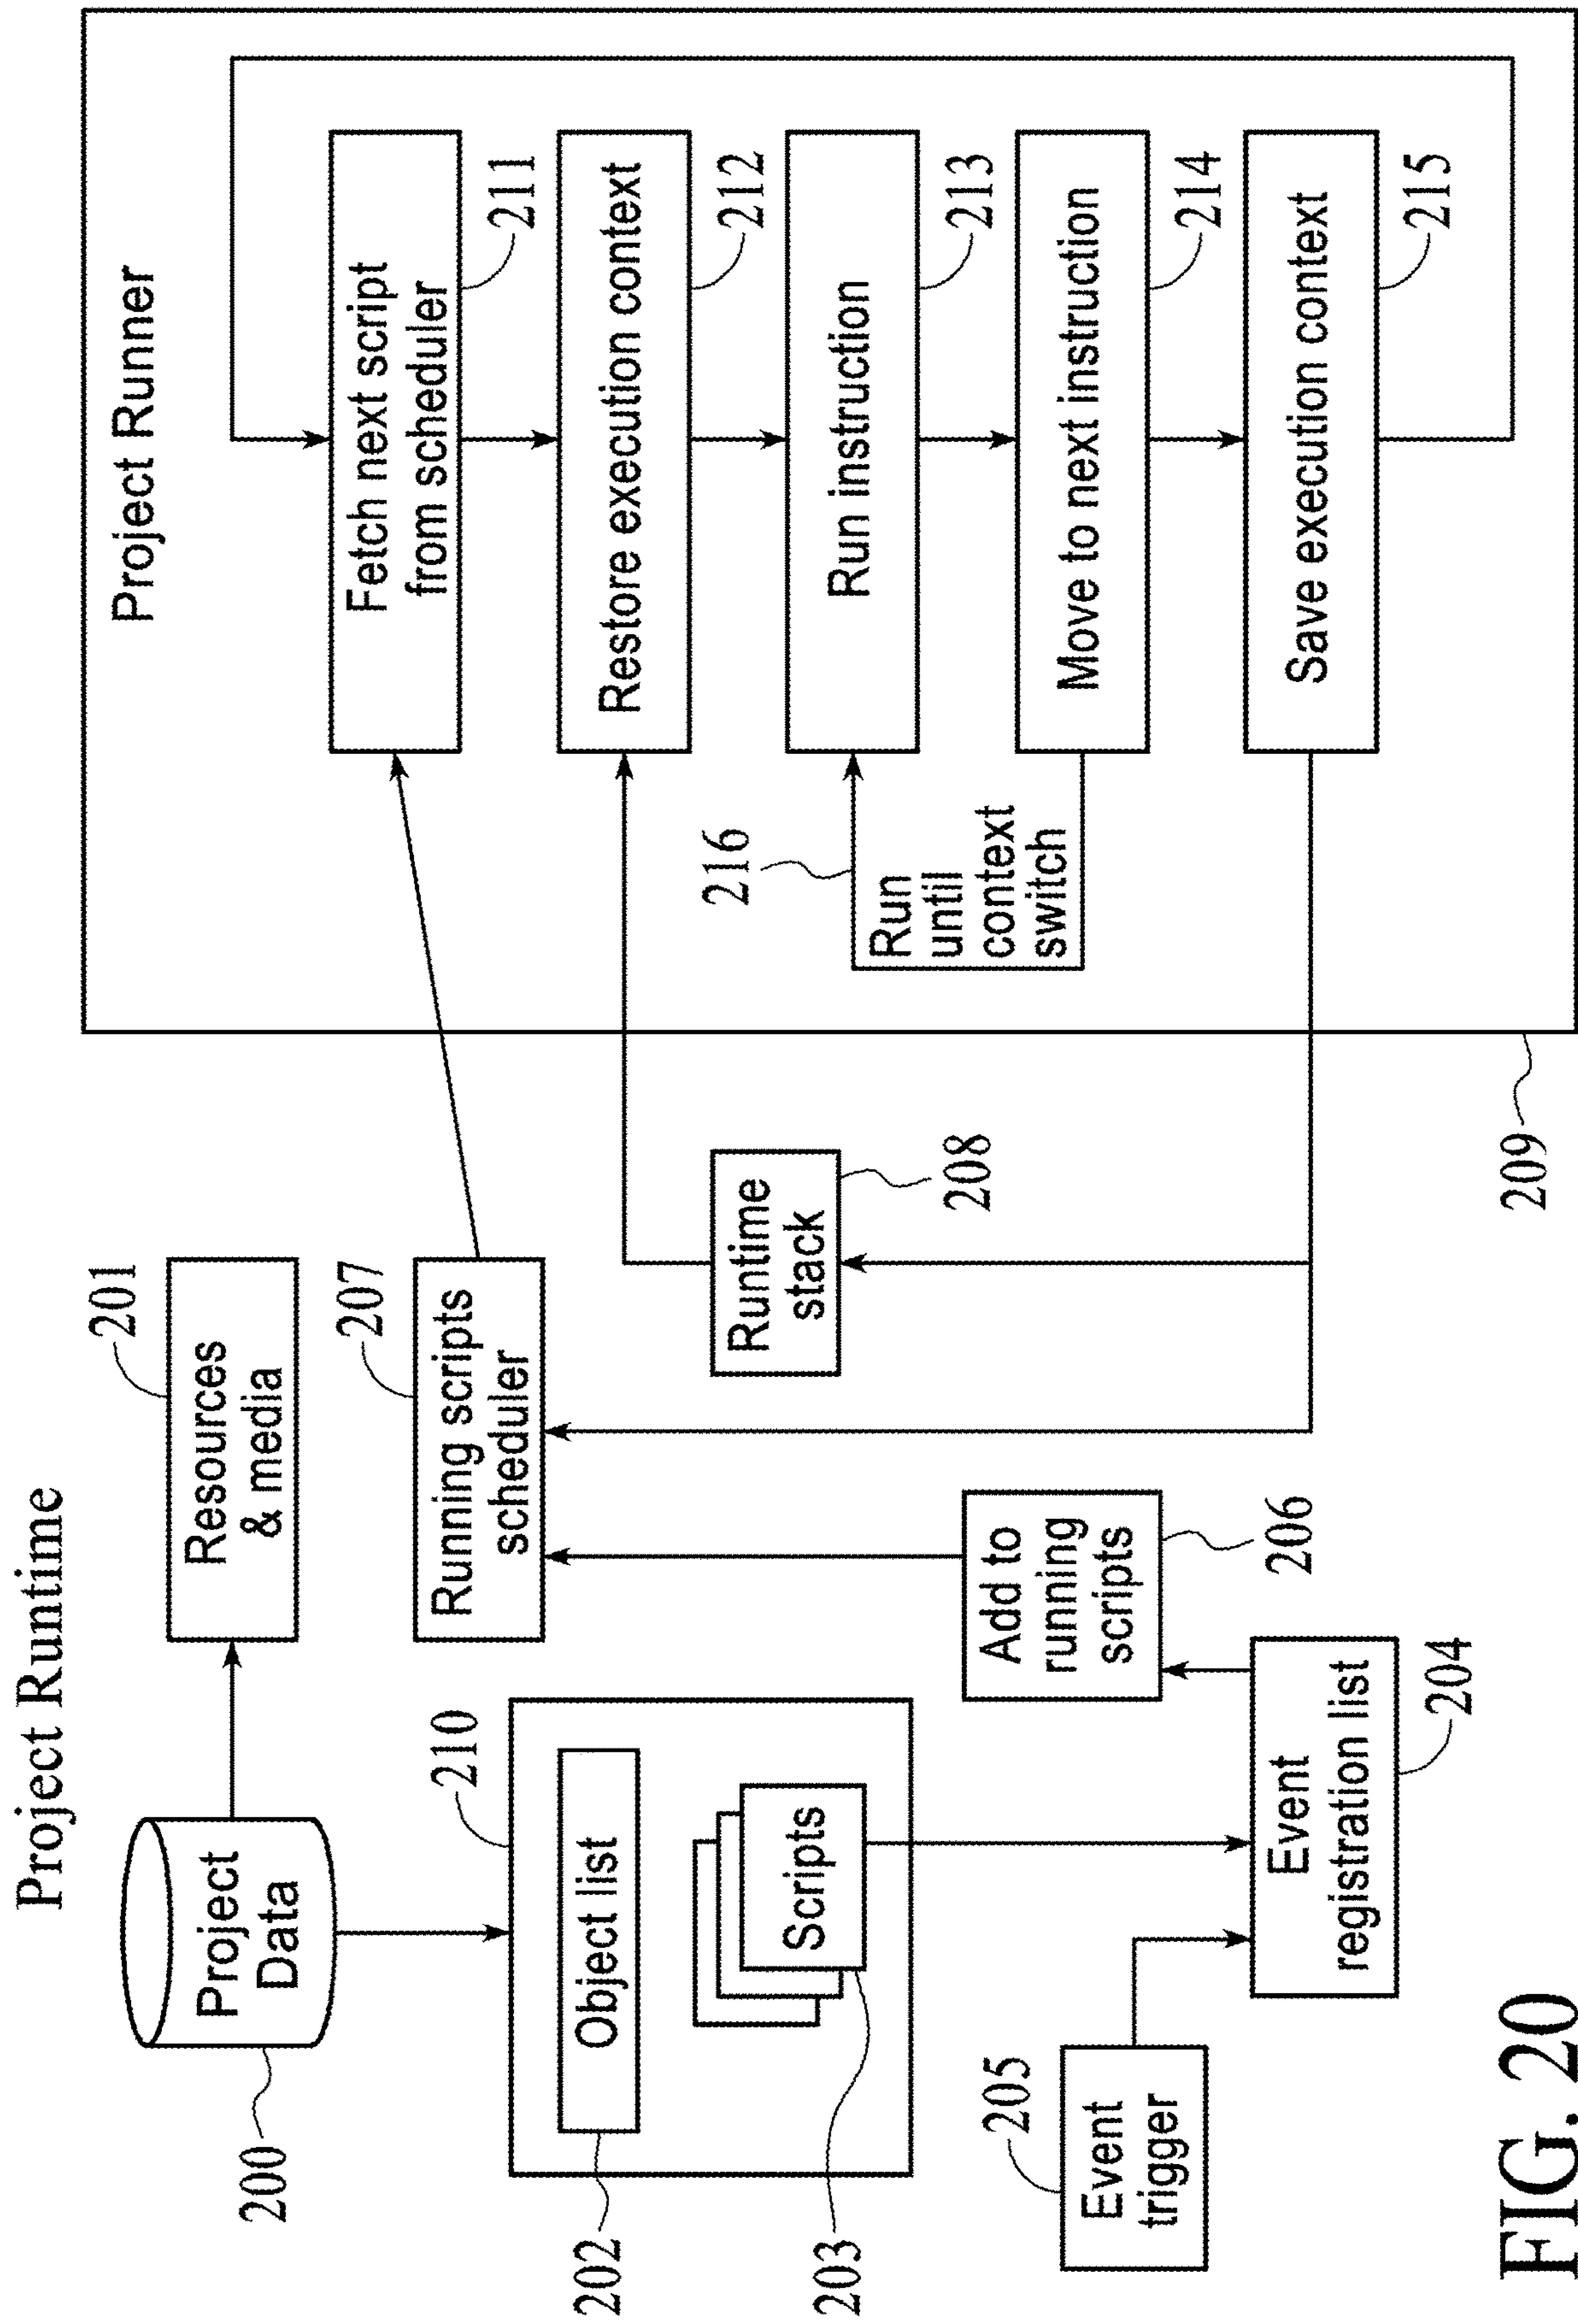 Project Runtime
Project
Data
200
Resources
& media
201
210
Object list
202
Scripts
203
Event
trigger
205
Event
registration list
204
Add to
running
scripts
206
Running scripts
scheduler
207
Runtime
stack
208
Project Runner
209
Fetch next script
from scheduler
211
Restore execution context
212
Run instruction
213
Move to next instruction
214
Save execution context
215
216
Run
until
context
switch
FIG. 20